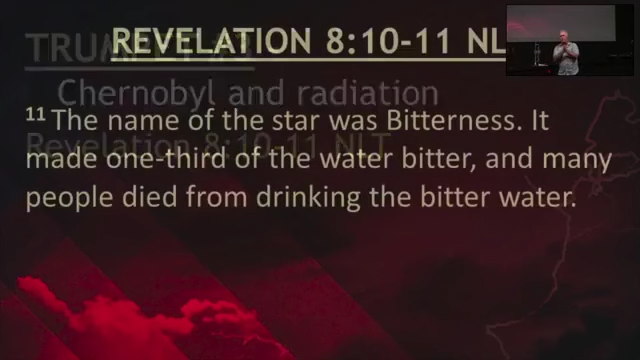 REVELATION 8:10-11 NL
TRUMPET #3
Chernobyl and radiation
11 The name of the star was Bitterness. It
Revelation 8:10-11 NLT
made one-third of the water bitter, and many
people died from drinking the bitter water.